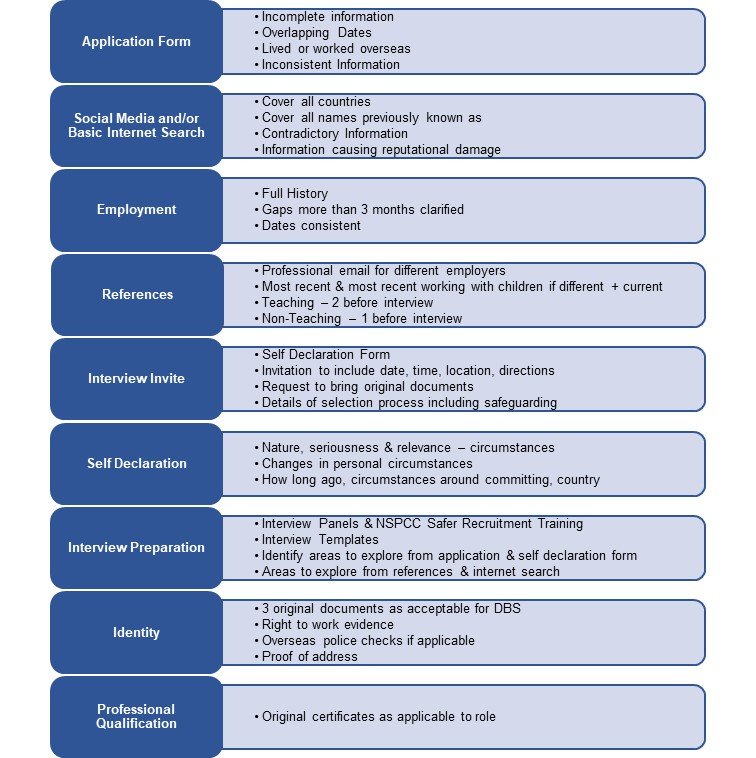 Application Form
• Incomplete information
• Overlapping Dates
• Lived or worked overseas
• Inconsistent Information
Social Media and/or
Basic Internet Search
• Cover all countries
• Cover all names previously known as
• Contradictory Information
• Information causing reputational damage
Employment
• Full History
• Gaps more than 3 months clarified
• Dates consistent
References
• Professional email for different employers
• Most recent & most recent working with children if different + current
• Teaching – 2 before interview
• Non-Teaching – 1 before interview
Interview Invite
• Self Declaration Form
• Invitation to include date, time, location, directions
• Request to bring original documents
• Details of selection process including safeguarding
Self Declaration
• Nature, seriousness & relevance – circumstances
• Changes in personal circumstances
• How long ago, circumstances around committing, country
Interview Preparation
• Interview Panels & NSPCC Safer Recruitment Training
• Interview Templates
• Identify areas to explore from application & self declaration form
• Areas to explore from references & internet search
Identity
• 3 original documents as acceptable for DBS
• Right to work evidence
• Overseas police checks if applicable
• Proof of address
Professional
Qualification
• Original certificates as applicable to role